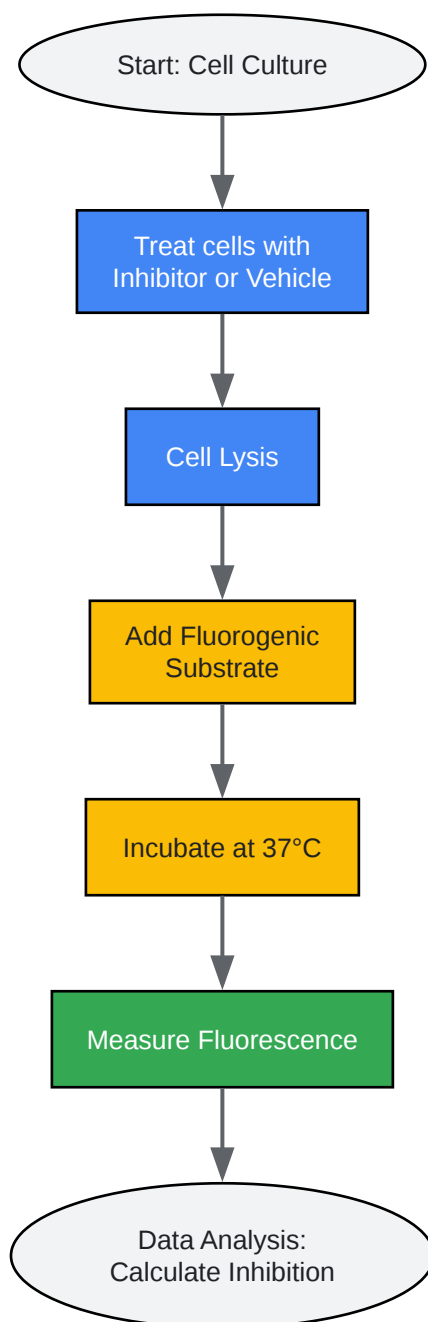 Start: Cell Culture
Treat cells with
Inhibitor or Vehicle
Cell Lysis
Add Fluorogenic
Substrate
Incubate at 37°C
Measure Fluorescence
Data Analysis:
Calculate Inhibition